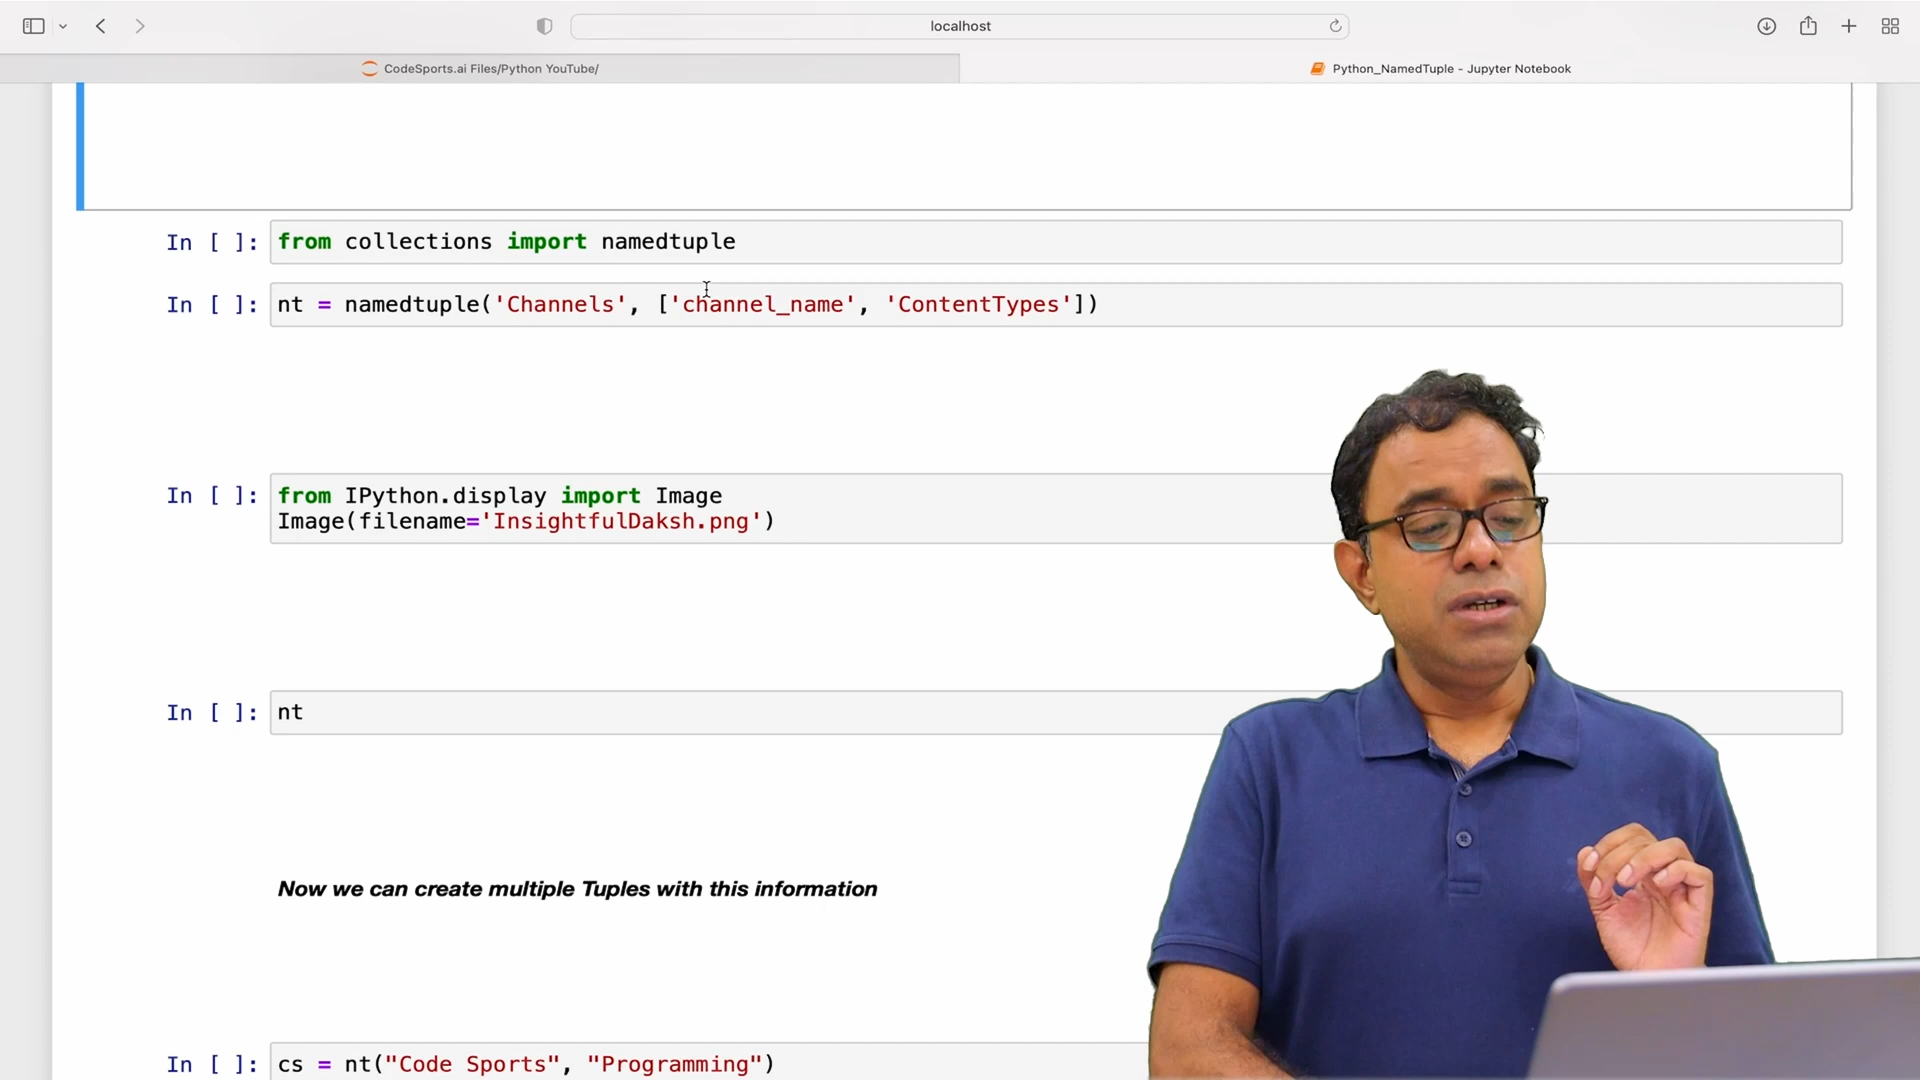 localhost
CodeSports.ai Files/Python YouTube/
Python_NamedTuple - Jupyter Notebook
In [ ]: from collections import namedtuple
In [ ]: nt = namedtuple('Channels', ['channel_name', 'ContentTypes'])
In [ ]: from IPython.display import Image
Image(filename='InsightfulDaksh.png')
In [ ]: nt
Now we can create multiple Tuples with this information
In [ ]: cs = nt("Code Sports", "Programming")